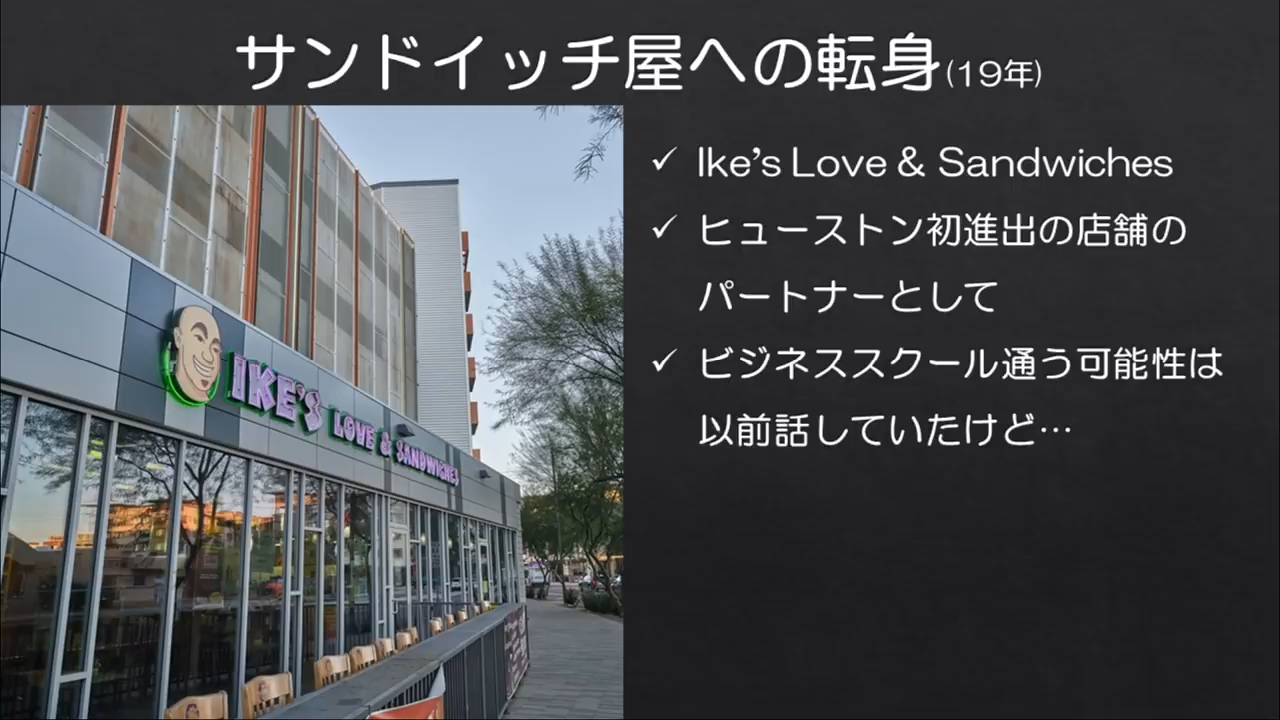 サンドイッチ屋への転身(19年)
IKE'S LOVE & SANDWICHES
✓ Ike's Love & Sandwiches
✓ ヒューストン初進出の店舗の
パートナーとして
✓ ビジネススクール通う可能性は
以前話していたけど…